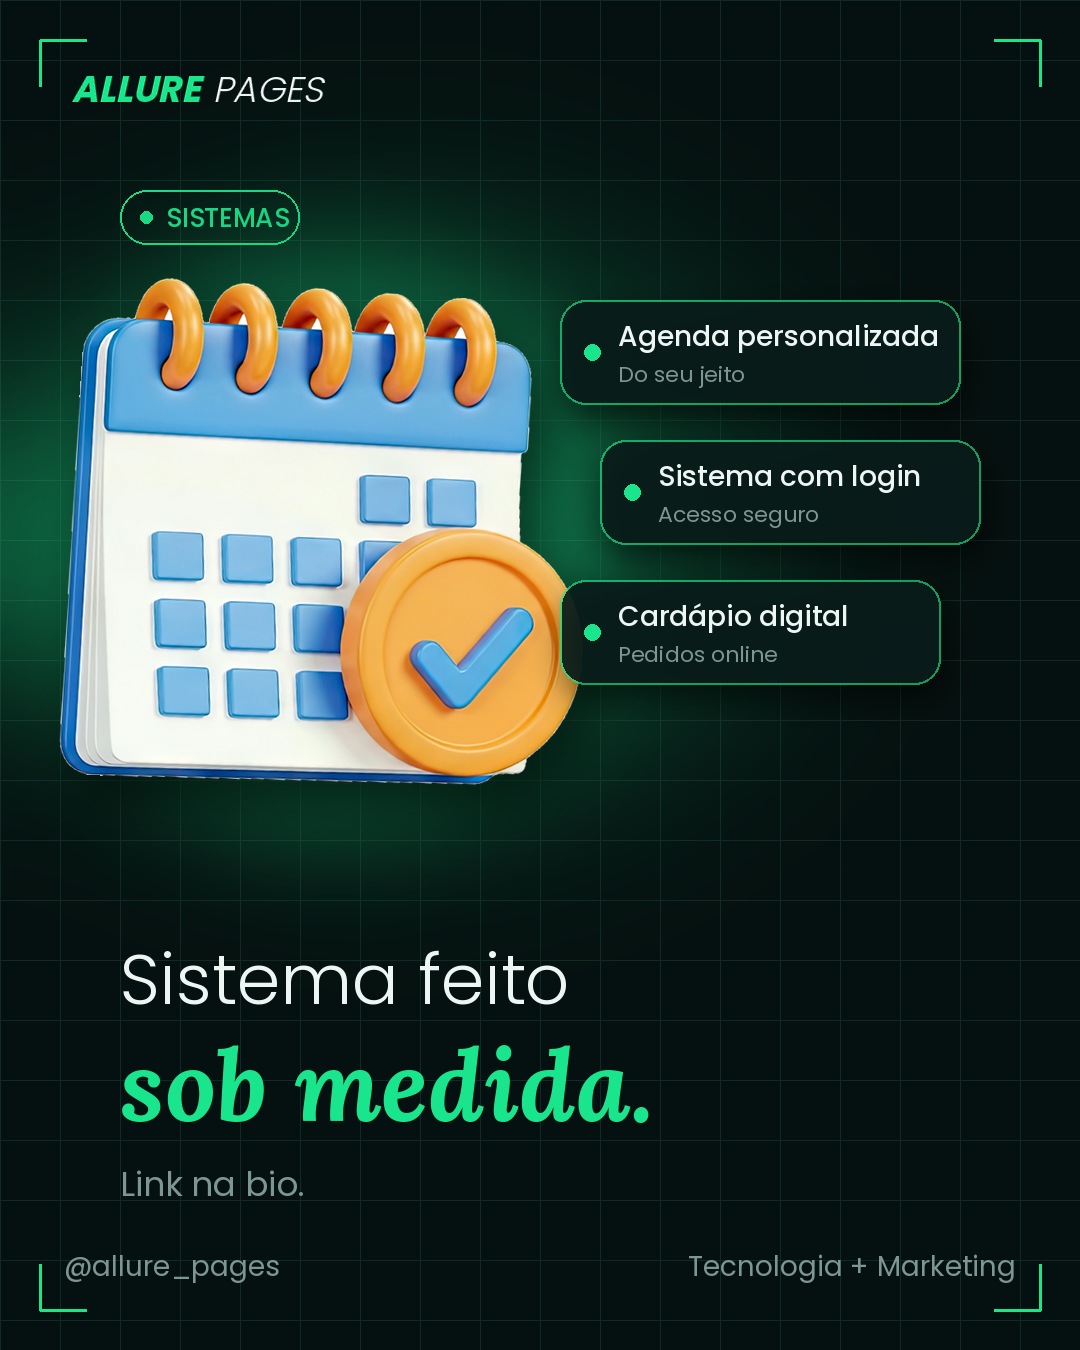 ALLURE PAGES
SISTEMAS
Agenda personalizada
Do seu jeito
Sistema com login
Acesso seguro
Cardápio digital
Pedidos online
Sistema feito
sob medida.
Link na bio.
@allure_pages
Tecnologia + Marketing